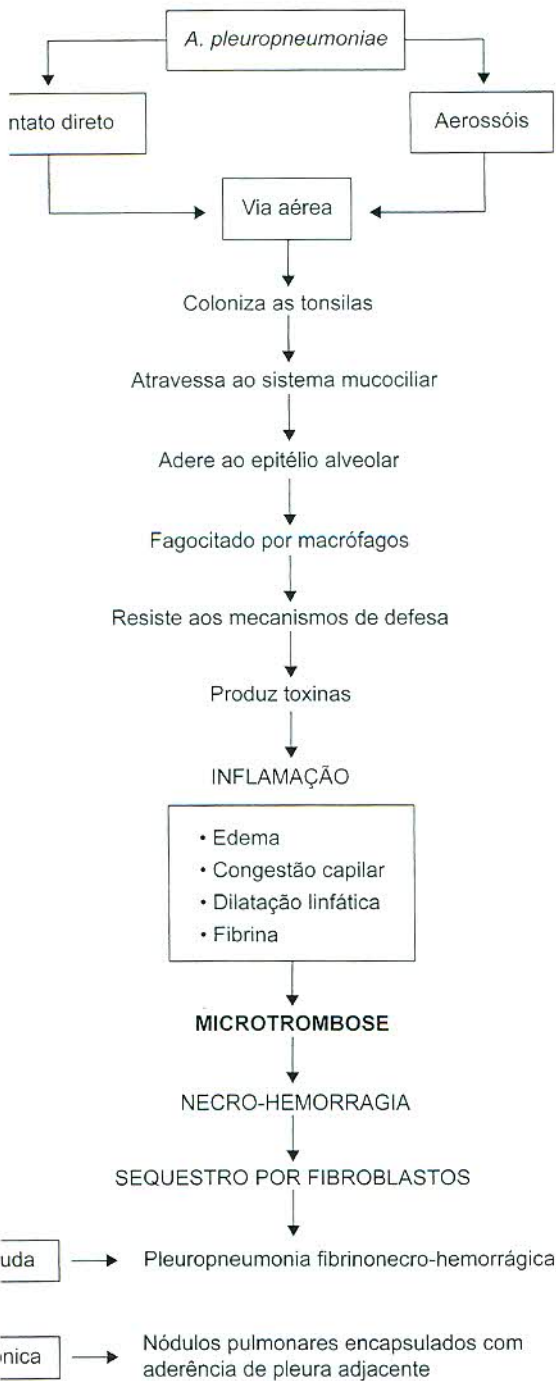 A. pleuropneumoniae
ntato direto
Aerossóis
Via aérea
Coloniza as tonsilas
Atravessa ao sistema mucociliar
Adere ao epitélio alveolar
Fagocitado por macrófagos
Resiste aos mecanismos de defesa
Produz toxinas
INFLAMAÇÃO
• Edema
• Congestão capilar
• Dilatação linfática
• Fibrina
MICROTROMBOSE
NECRO-HEMORRAGIA
SEQUESTRO POR FIBROBLASTOS
uda
Pleuropneumonia fibrinonecro-hemorrágica
ônica
Nódulos pulmonares encapsulados com
aderência de pleura adjacente